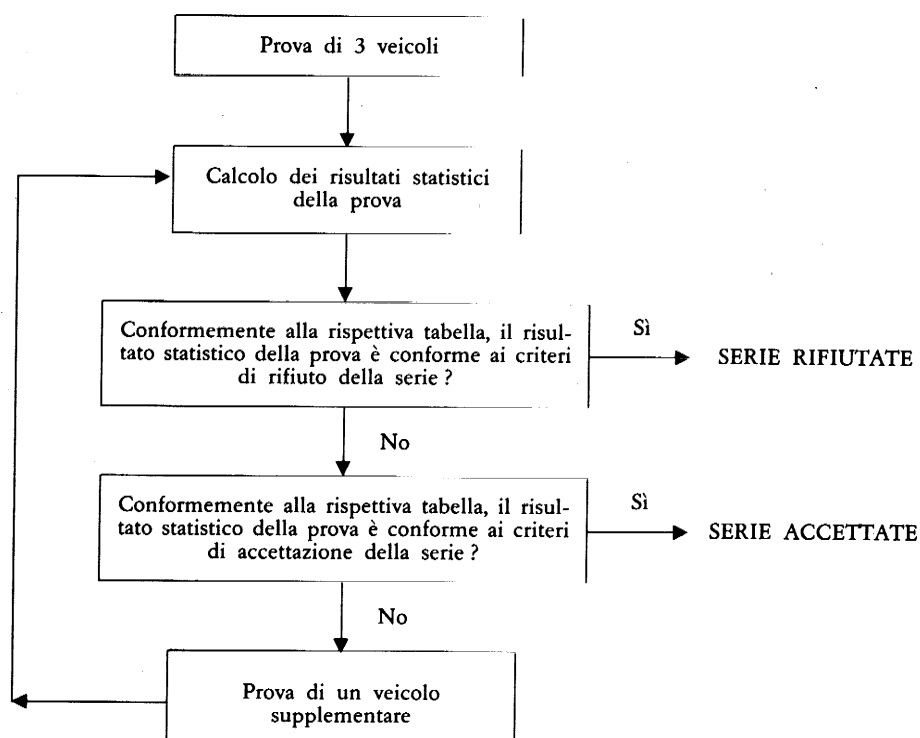 Prova di 3 veicoli
Calcolo dei risultati statistici
della prova
Conformemente alla rispettiva tabella, il risul-
tato statistico della prova è conforme ai criteri
di rifiuto della serie ?
Sì
SERIE RIFIUTATE
No
Conformemente alla rispettiva tabella, il risul-
tato statistico della prova è conforme ai criteri
di accettazione della serie ?
Sì
SERIE ACCETTATE
No
Prova di un veicolo
supplementare